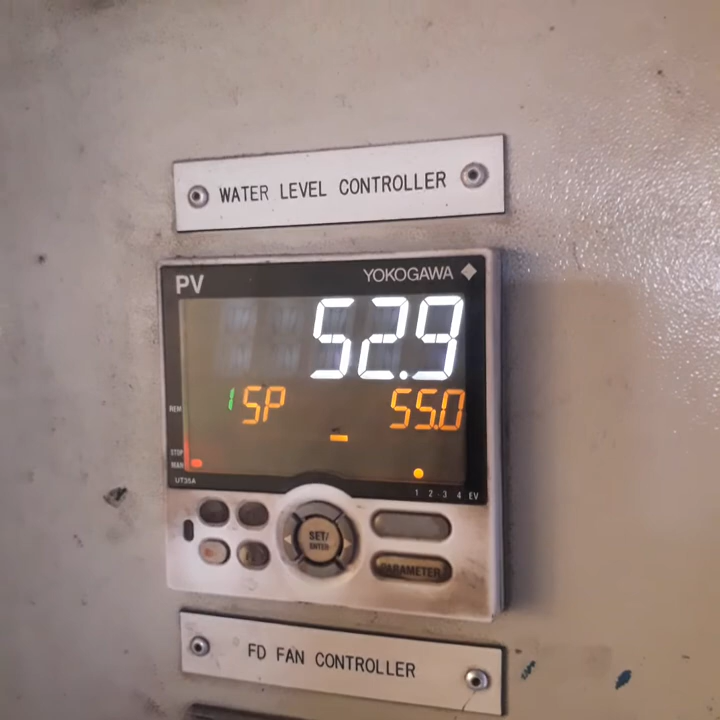 WATER LEVEL CONTROLLER
PV YOKOGAWA
52.9
1 SP 55.0
REM
STOP
MAN
UT35A
1 2 3 4 EV
SET/
ENTER
PARAMETER
FD FAN CONTROLLER